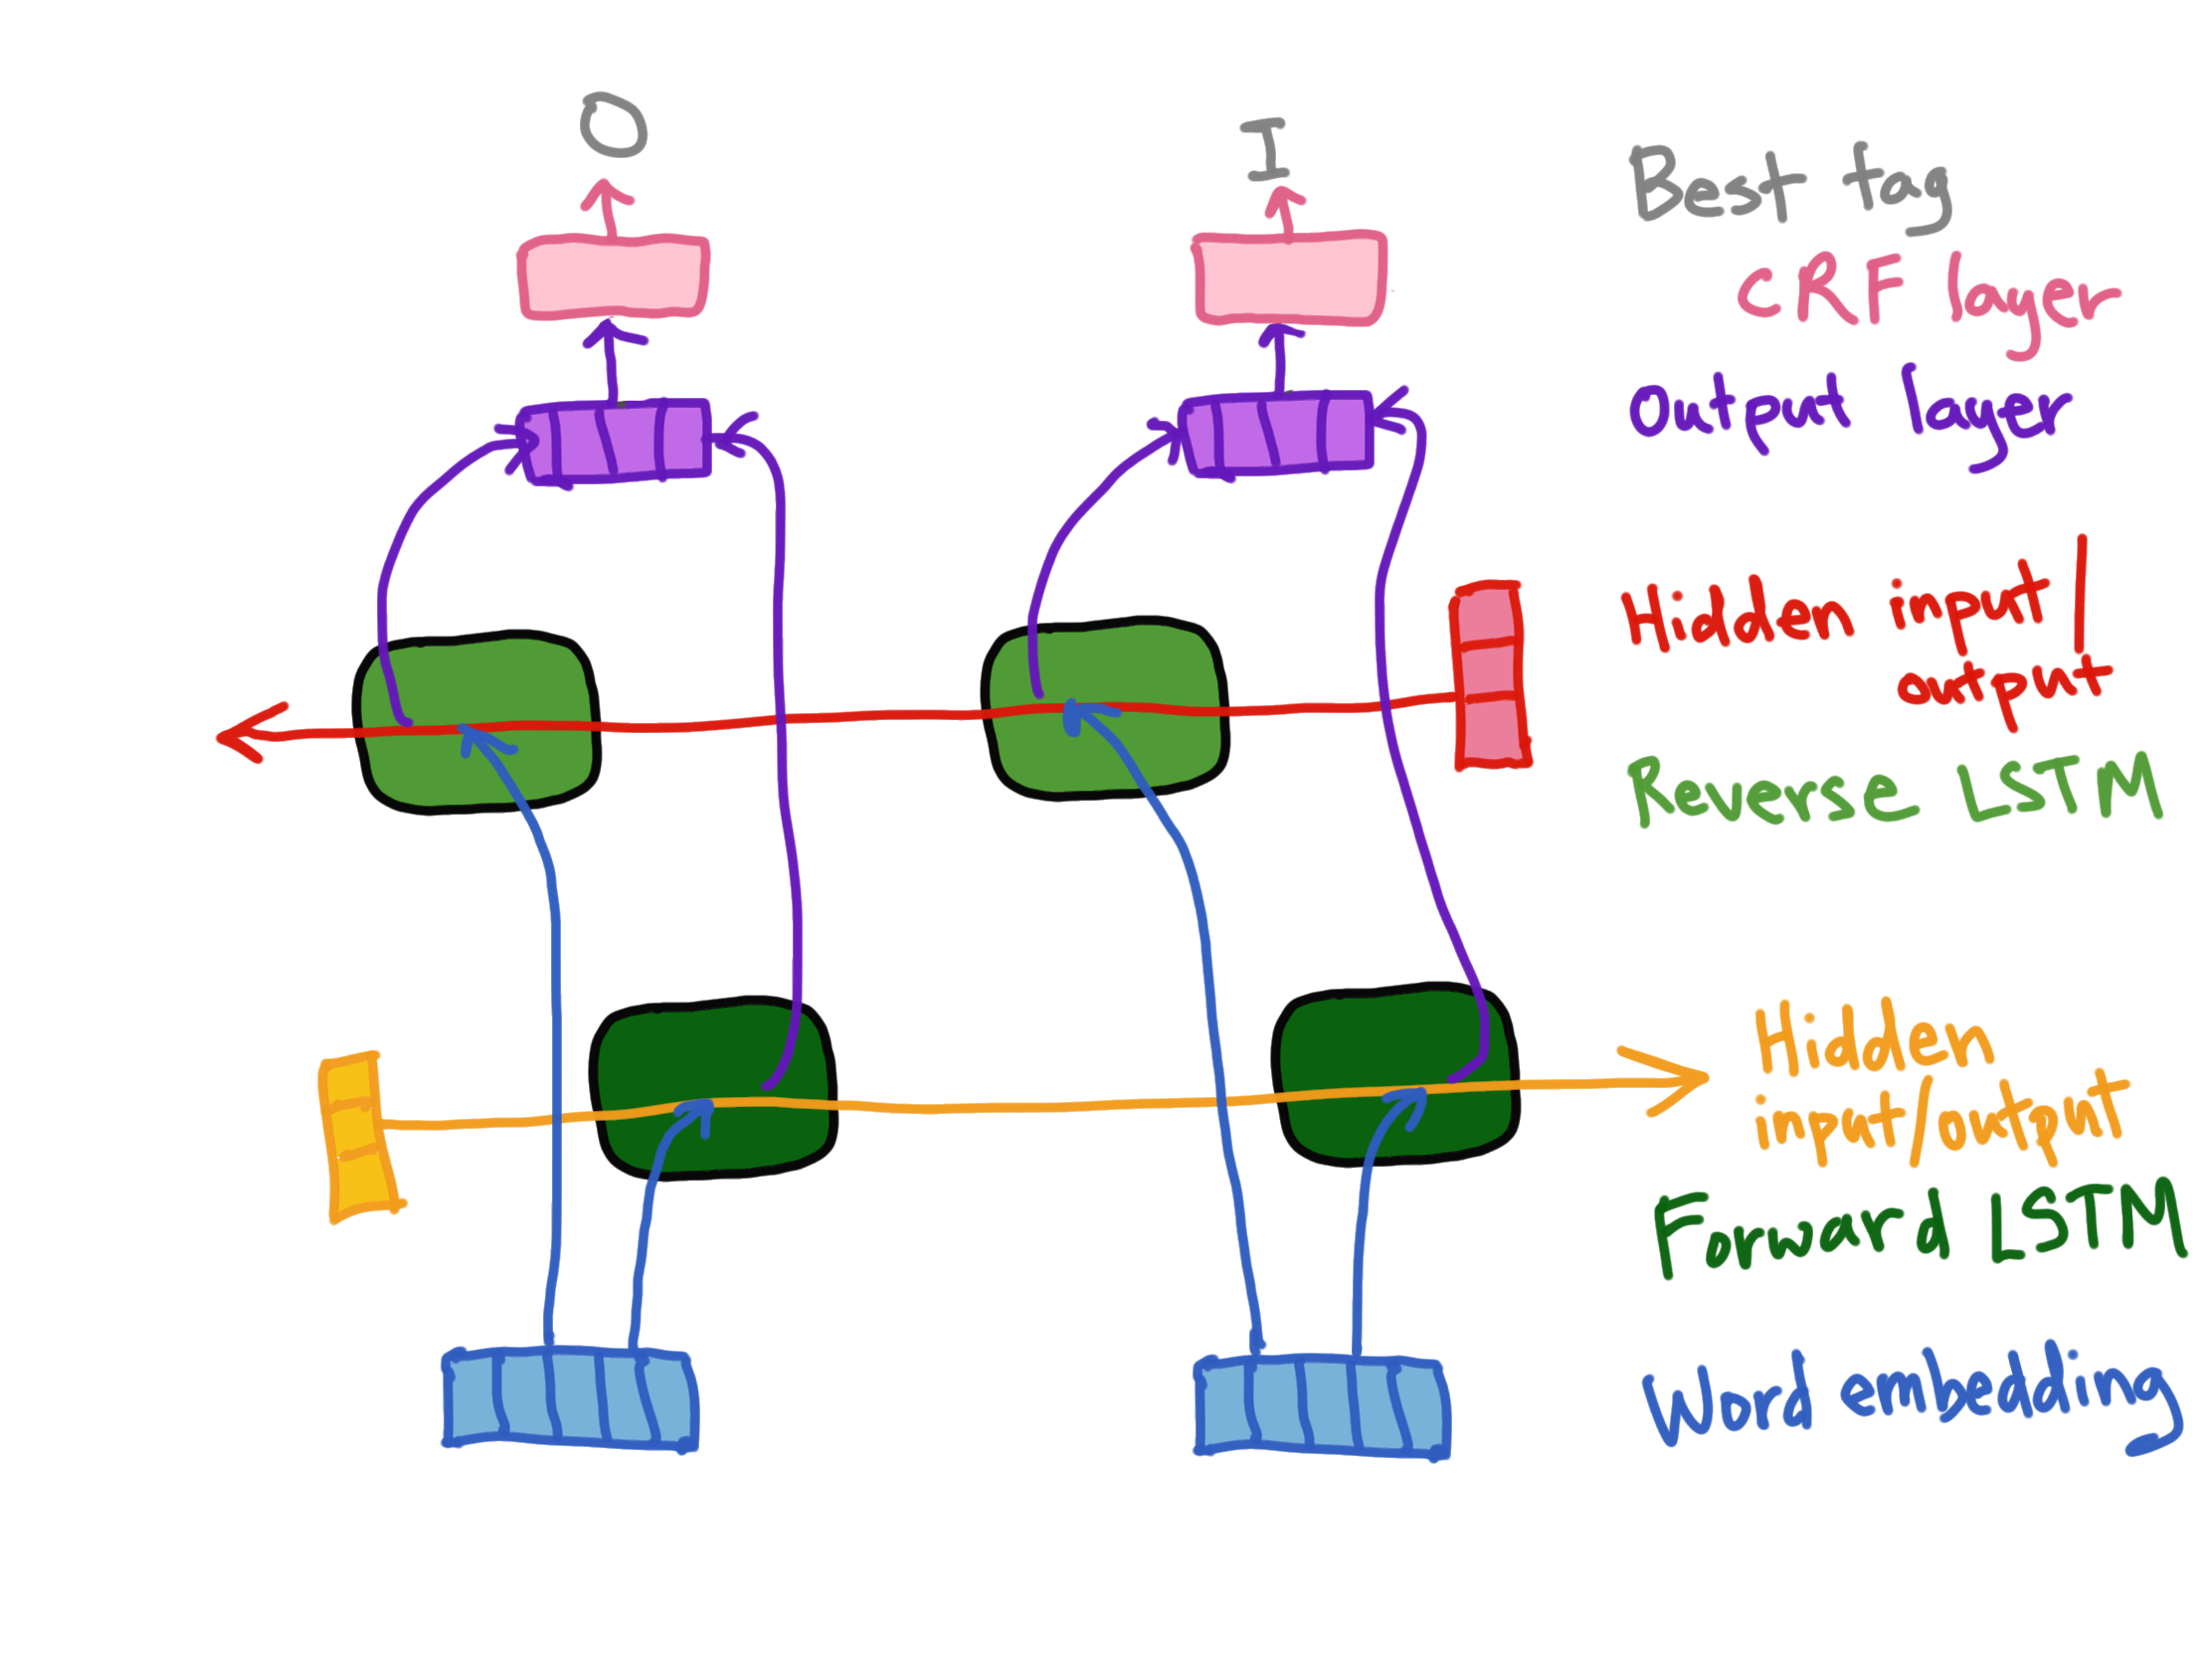 O
I
Best tag
CRF layer
Output layer
Hidden input/
output
Reverse LSTM
Hidden
input/output
Forward LSTM
Word embedding